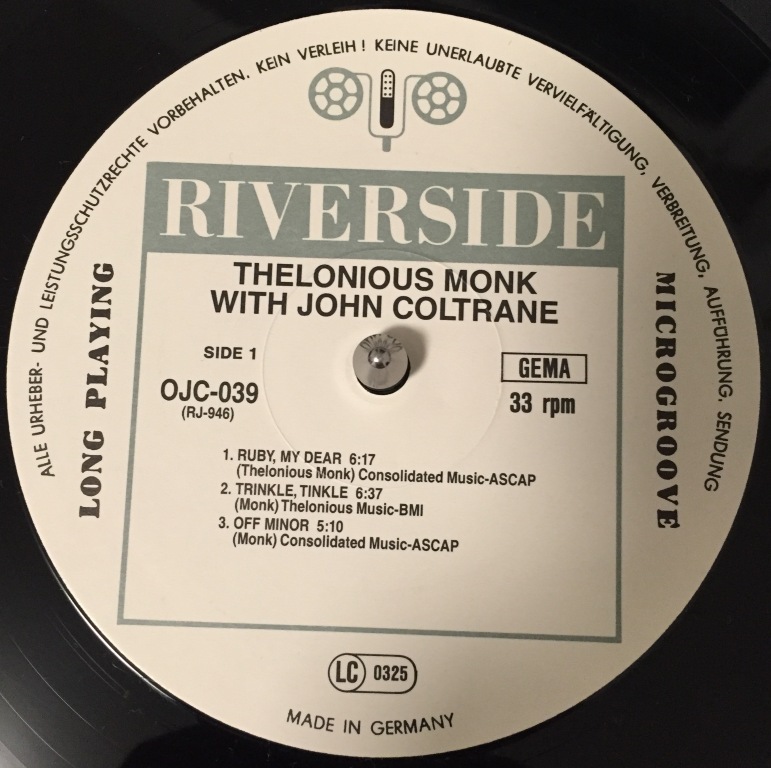 ALLE URHEBER- UND LEISTUNGSSCHUTZRECHTE VORBEHALTEN. KEIN VERLEIH! KEINE UNERLAUBTE VERVIELFÄLTIGUNG, VERBREITUNG, AUFFÜHRUNG, SENDUNG
RIVERSIDE
THELONIOUS MONK
WITH JOHN COLTRANE
LONG PLAYING
MICROGROOVE
SIDE 1
OJC-039
(RJ-946)
GEMA
33 rpm
1. RUBY, MY DEAR 6:17
(Thelonious Monk) Consolidated Music-ASCAP
2. TRINKLE, TINKLE 6:37
(Monk) Thelonious Music-BMI
3. OFF MINOR 5:10
(Monk) Consolidated Music-ASCAP
LC 0325
MADE IN GERMANY